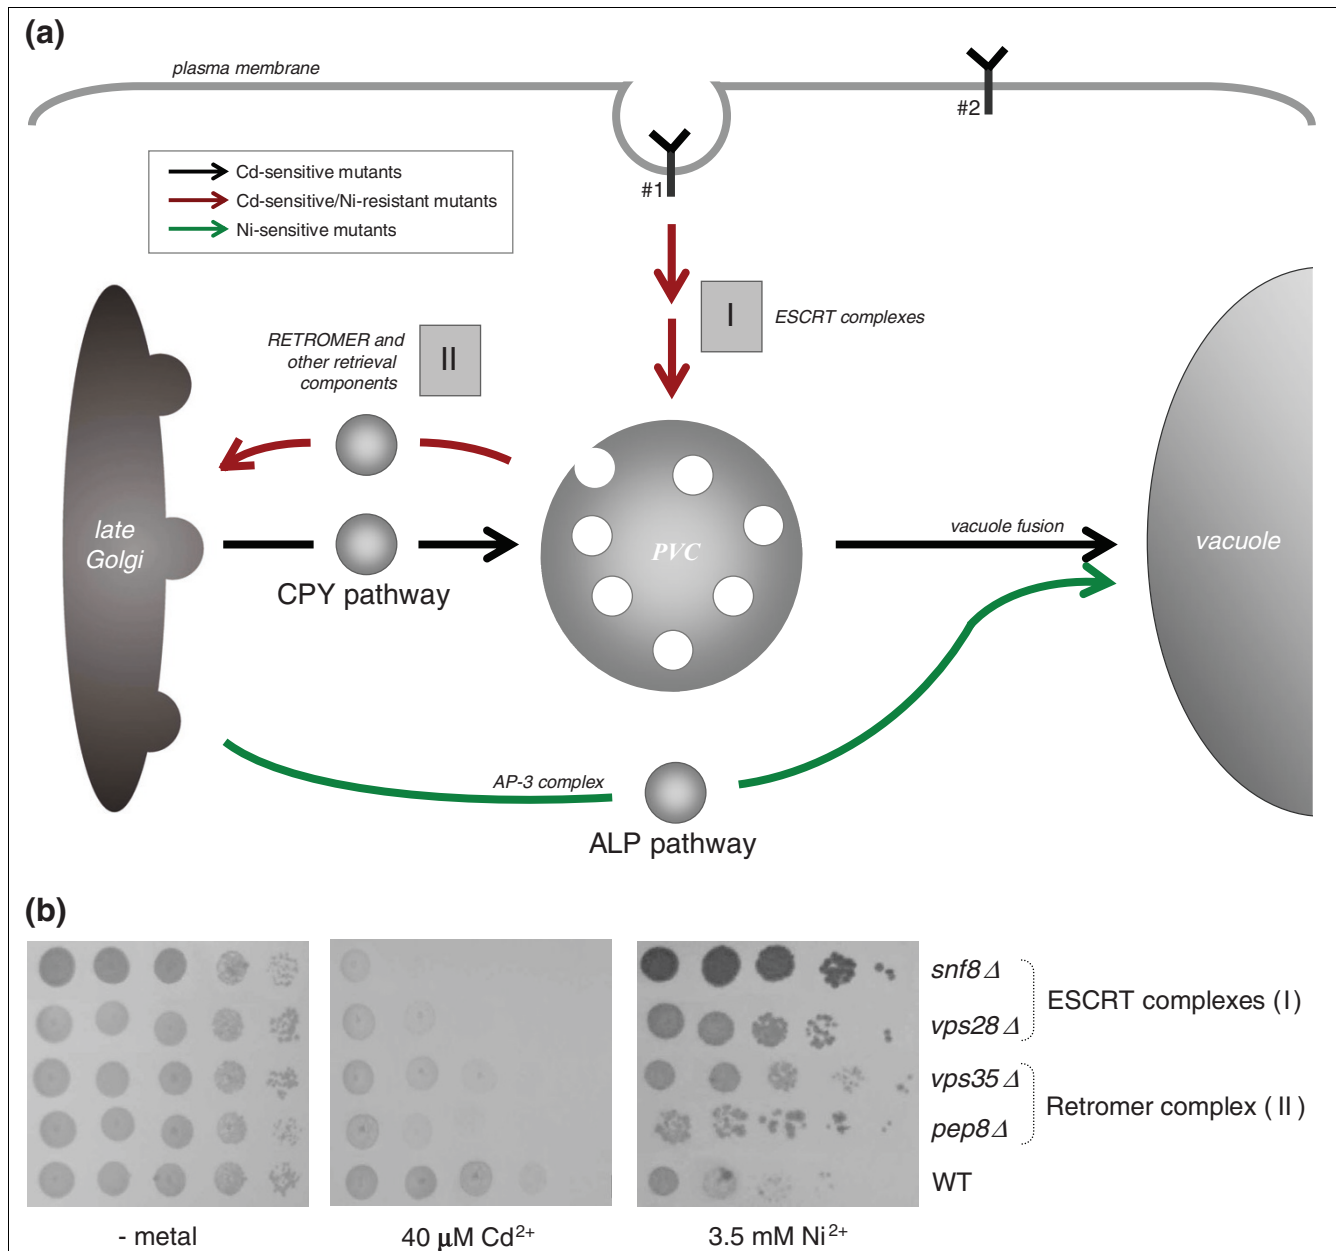 (a)
plasma membrane
#2
#1
Cd-sensitive mutants
Cd-sensitive/Ni-resistant mutants
Ni-sensitive mutants
I
ESCRT complexes
RETROMER and
other retrieval
components
II
late
Golgi
CPY pathway
PVC
vacuole fusion
vacuole
AP-3 complex
ALP pathway
(b)
snf8Δ
vps28Δ
ESCRT complexes (I)
vps35Δ
pep8Δ
Retromer complex (II)
WT
- metal
40 µM Cd2+
3.5 mM Ni2+